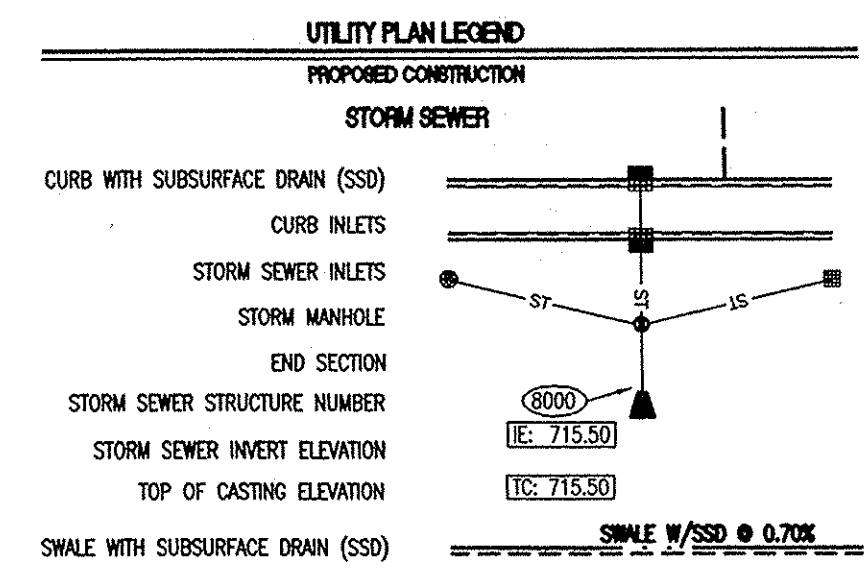 UTILITY PLAN LEGEND
PROPOSED CONSTRUCTION
STORM SEWER
CURB WITH SUBSURFACE DRAIN (SSD)
CURB INLETS
STORM SEWER INLETS
ST
ST
ST
STORM MANHOLE
END SECTION
STORM SEWER STRUCTURE NUMBER
8000
STORM SEWER INVERT ELEVATION
IE: 715.50
TOP OF CASTING ELEVATION
TC: 715.50
SWALE WITH SUBSURFACE DRAIN (SSD)
SWALE W/SSD @ 0.70%